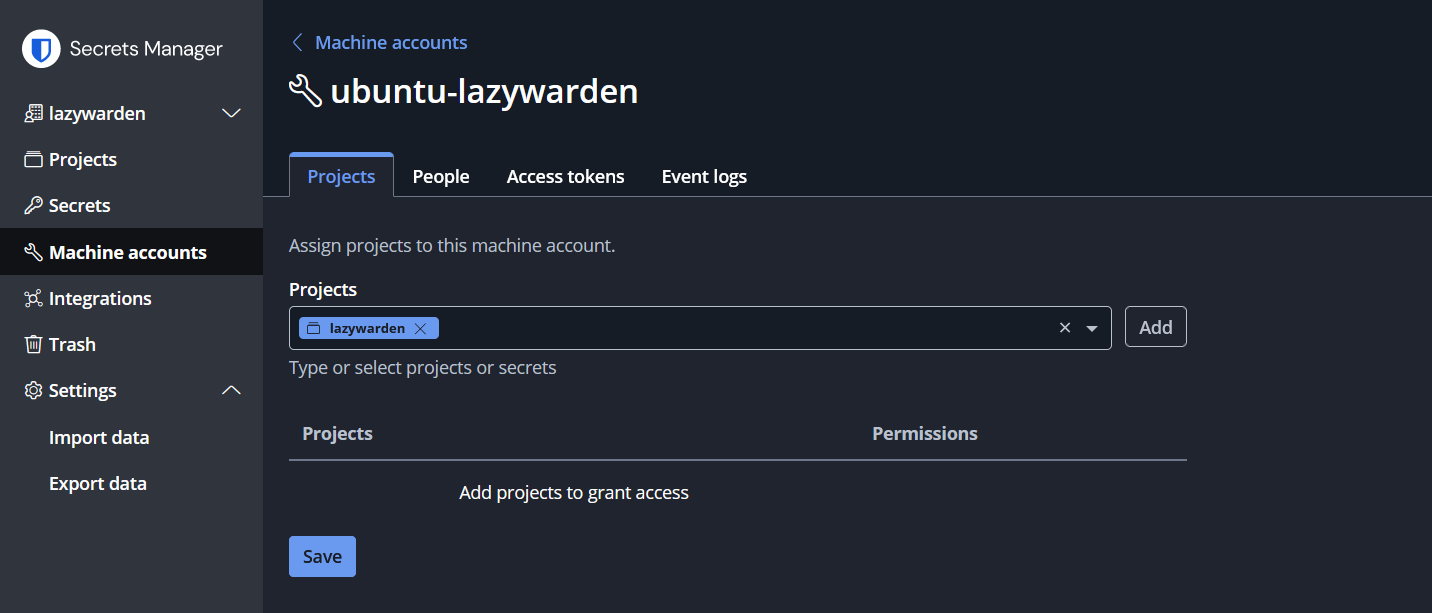 Secrets Manager
lazywarden
Projects
Secrets
Machine accounts
Integrations
Trash
Settings
Import data
Export data
Machine accounts
ubuntu-lazywarden
Projects People Access tokens Event logs
Assign projects to this machine account.
Projects
lazywarden
Add
Type or select projects or secrets
Projects Permissions
Add projects to grant access
Save